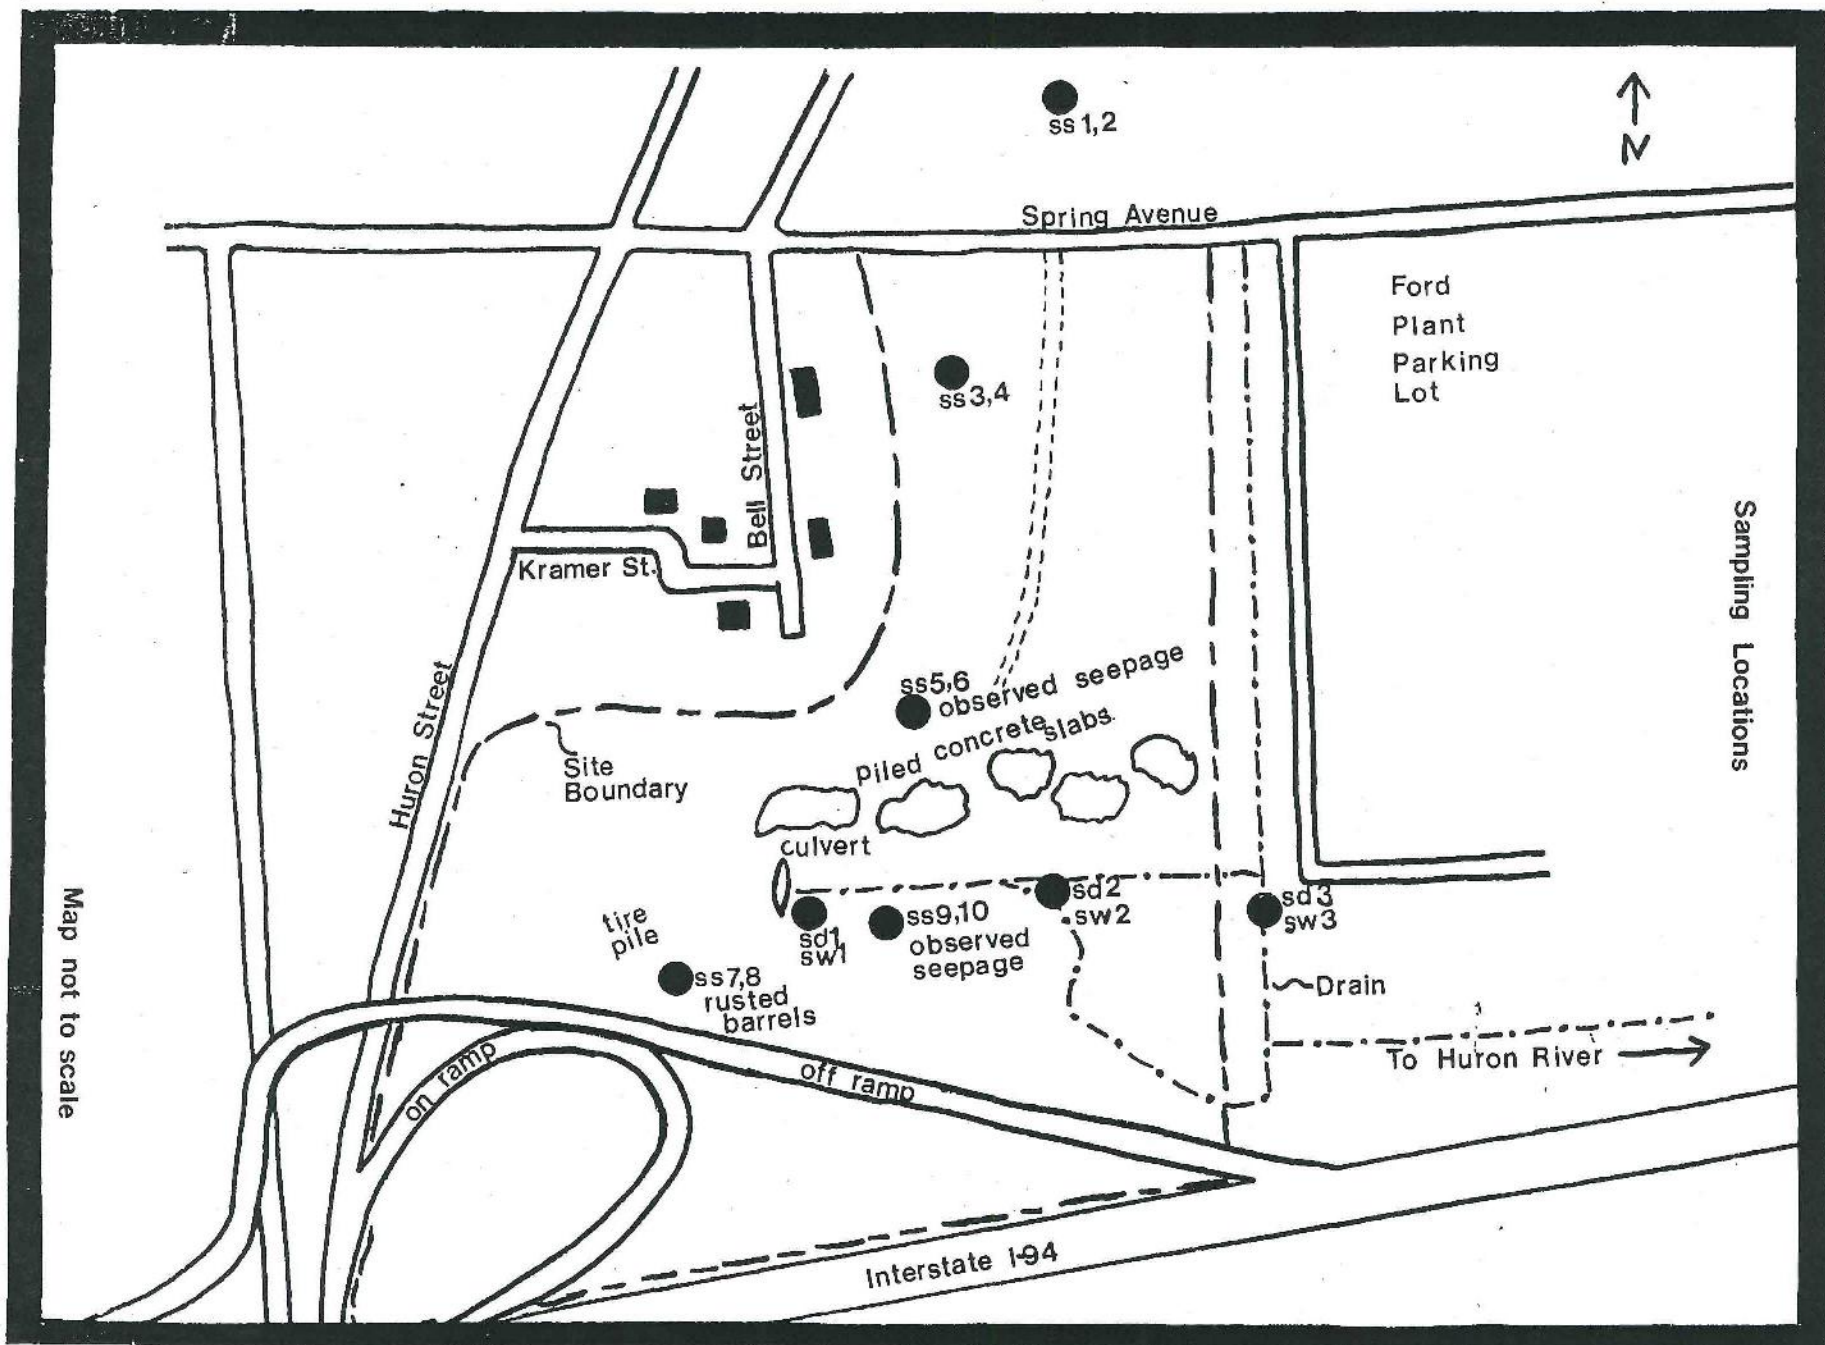 ss 1,2
N
Spring Avenue
Ford
Plant
Parking
Lot
ss 3,4
Bell Street
Kramer St.
Huron Street
Site
Boundary
ss5,6
observed seepage
piled concrete slabs.
culvert
tire
pile
sd1,
sw1
ss9,10
observed
seepage
sd2
sw2
sd3
sw3
ss7,8
rusted
barrels
Drain
To Huron River
on ramp
off ramp
Interstate I-94
Sampling Locations
Map not to scale